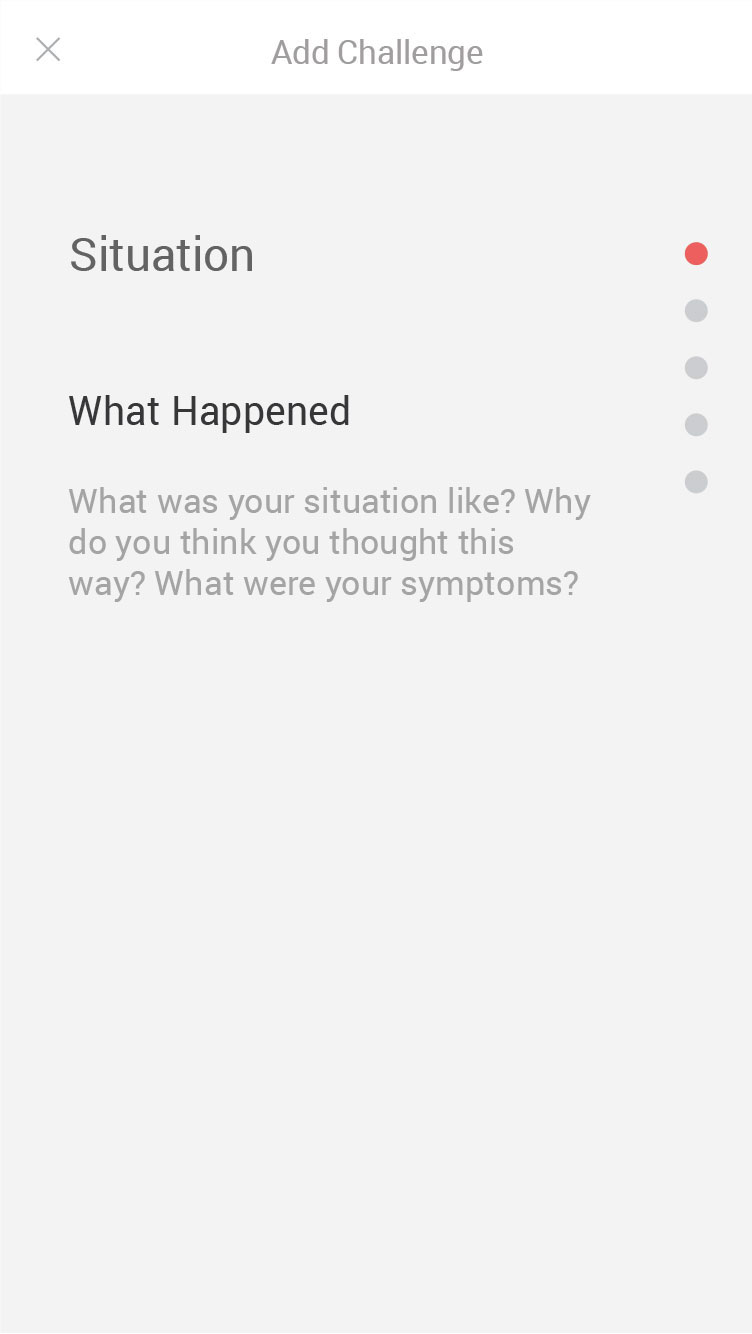 Add Challenge
Situation
What Happened
What was your situation like? Why
do you think you thought this
way? What were your symptoms?